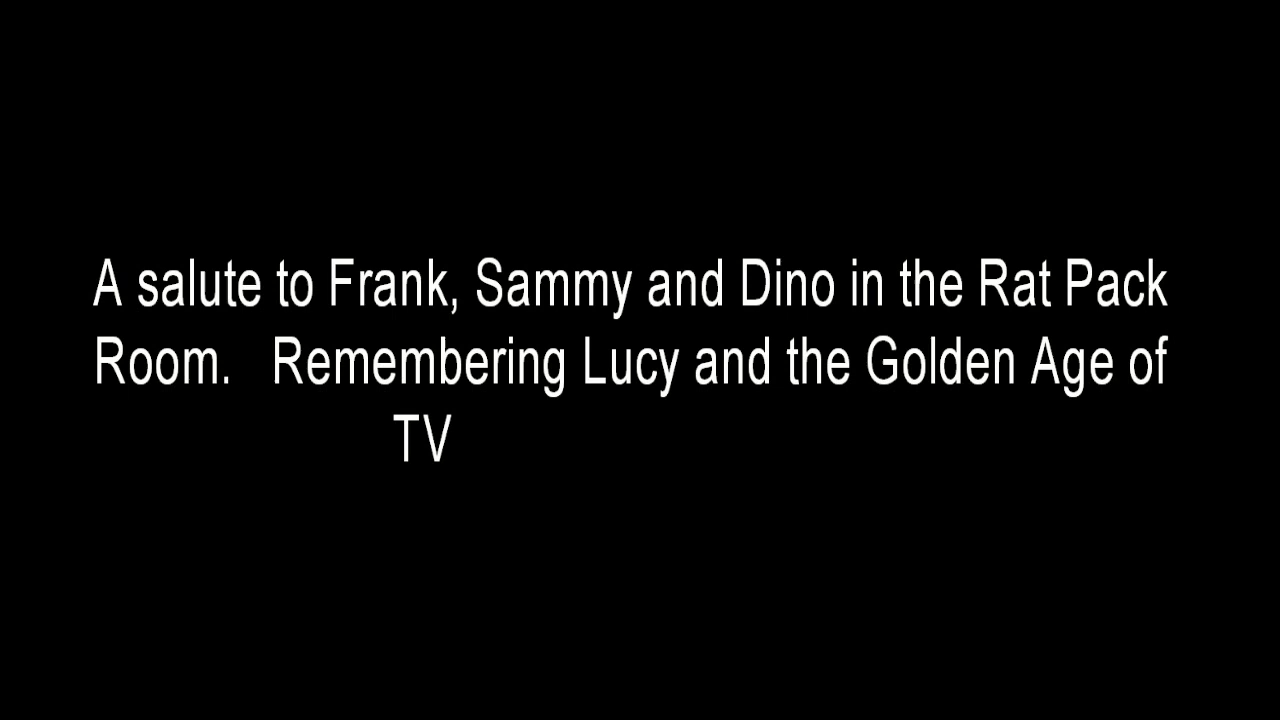 A salute to Frank, Sammy and Dino in the Rat Pack
Room.   Remembering Lucy and the Golden Age of
TV